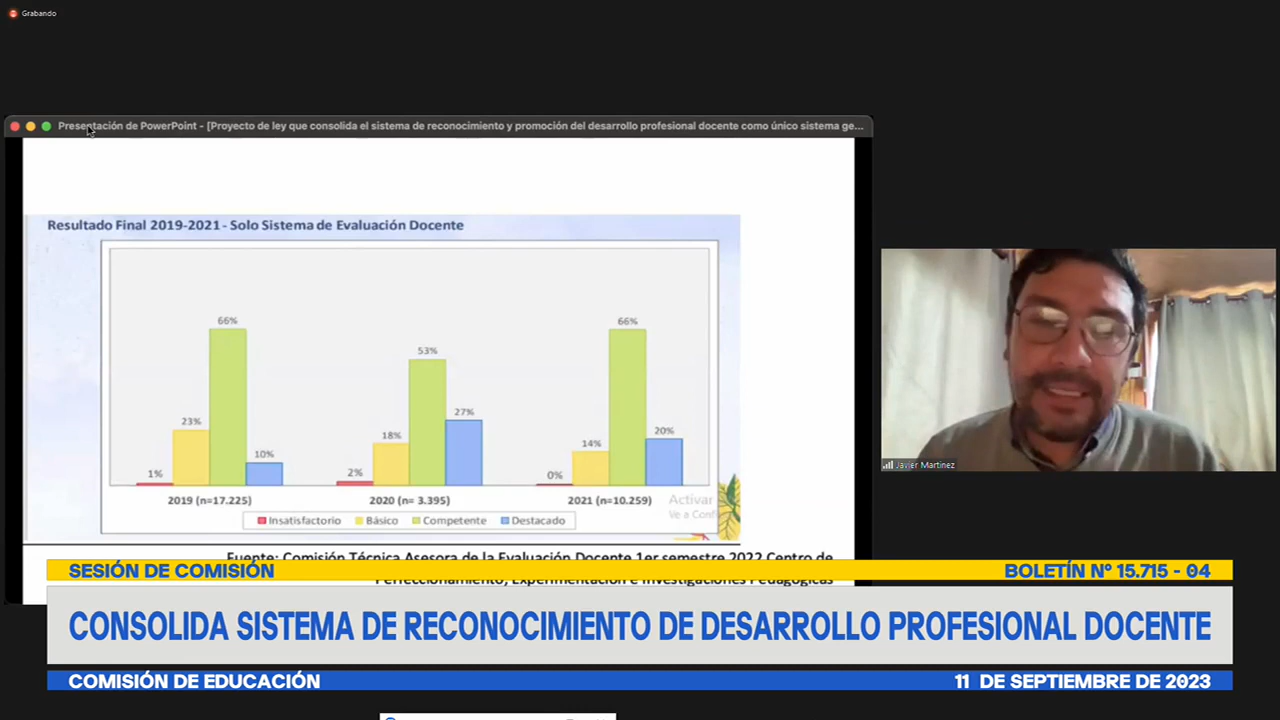 Grabando
Presentación de PowerPoint - [Proyecto de ley que consolida el sistema de reconocimiento y promoción del desarrollo profesional docente como único sistema ge...
Resultado Final 2019-2021 - Solo Sistema de Evaluación Docente
1% 23% 66% 10%
2% 18% 53% 27%
0% 14% 66% 20%
2019 (n=17.225) 2020 (n= 3.395) 2021 (n=10.259)
Activar
Ve a Confi
Insatisfactorio Básico Competente Destacado
Fuente: Comisión Técnica Asesora de la Evaluación Docente 1er semestre 2022 Centro de
Perfeccionamiento, Experimentación e Investigaciones Pedagógicas
Javier Martinez
SESIÓN DE COMISIÓN BOLETÍN N° 15.715 - 04
CONSOLIDA SISTEMA DE RECONOCIMIENTO DE DESARROLLO PROFESIONAL DOCENTE
COMISIÓN DE EDUCACIÓN 11 DE SEPTIEMBRE DE 2023